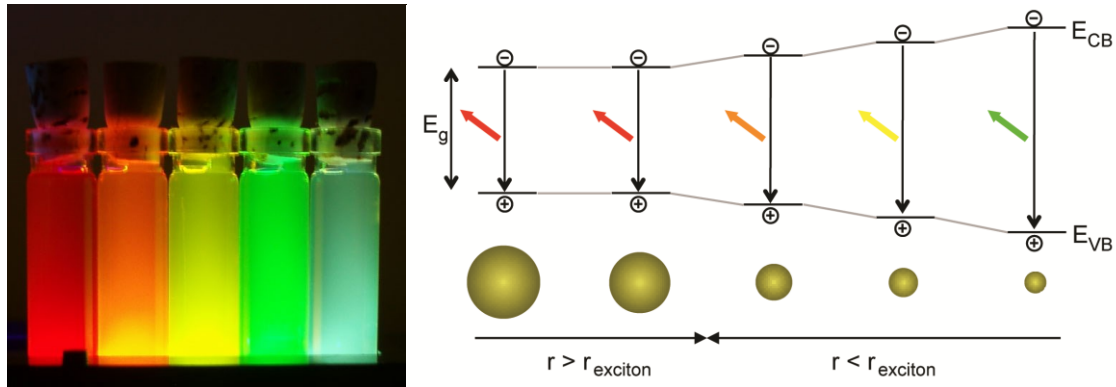 ⊖ ⊖ ⊖ ⊖ ⊖ E_CB
E_g
⊕ ⊕ ⊕ ⊕ ⊕ E_VB
r > r_exciton r < r_exciton